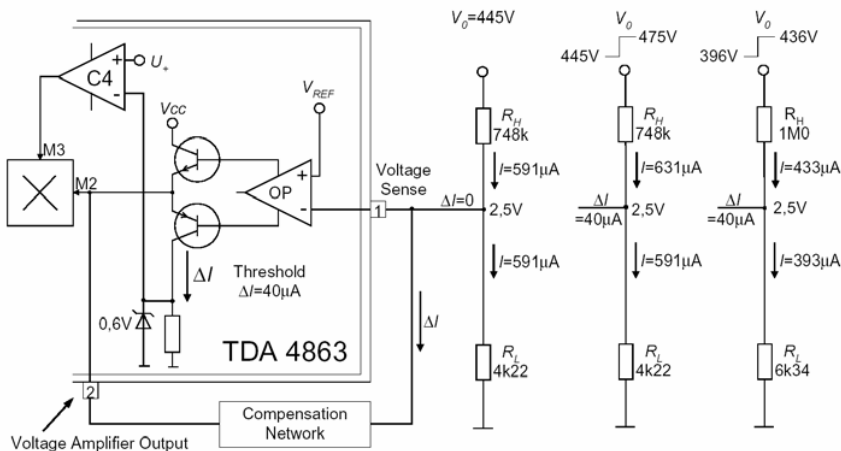 V0=445V
V0
445V
475V
V0
396V
436V
C4
+
U+
-
VREF
Vcc
M3
M2
OP
+
-
Voltage
Sense
1
ΔI=0
2,5V
RH
748k
I=591µA
I=591µA
RL
4k22
RH
748k
I=631µA
ΔI
=40µA
2,5V
I=591µA
RL
4k22
RH
1M0
I=433µA
ΔI
=40µA
2,5V
I=393µA
RL
6k34
ΔI
Threshold
ΔI=40µA
0,6V
TDA 4863
ΔI
2
Compensation
Network
Voltage Amplifier Output